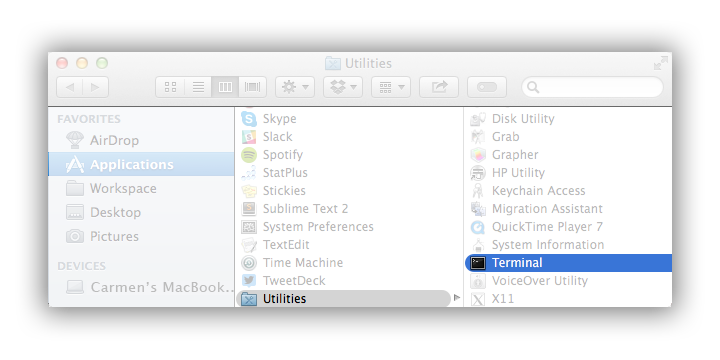 Utilities
FAVORITES
AirDrop
Applications
Workspace
Desktop
Pictures
DEVICES
Carmen's MacBook...
Skype
Slack
Spotify
StatPlus
Stickies
Sublime Text 2
System Preferences
TextEdit
Time Machine
TweetDeck
Utilities
Disk Utility
Grab
Grapher
HP Utility
Keychain Access
Migration Assistant
QuickTime Player 7
System Information
Terminal
VoiceOver Utility
X11